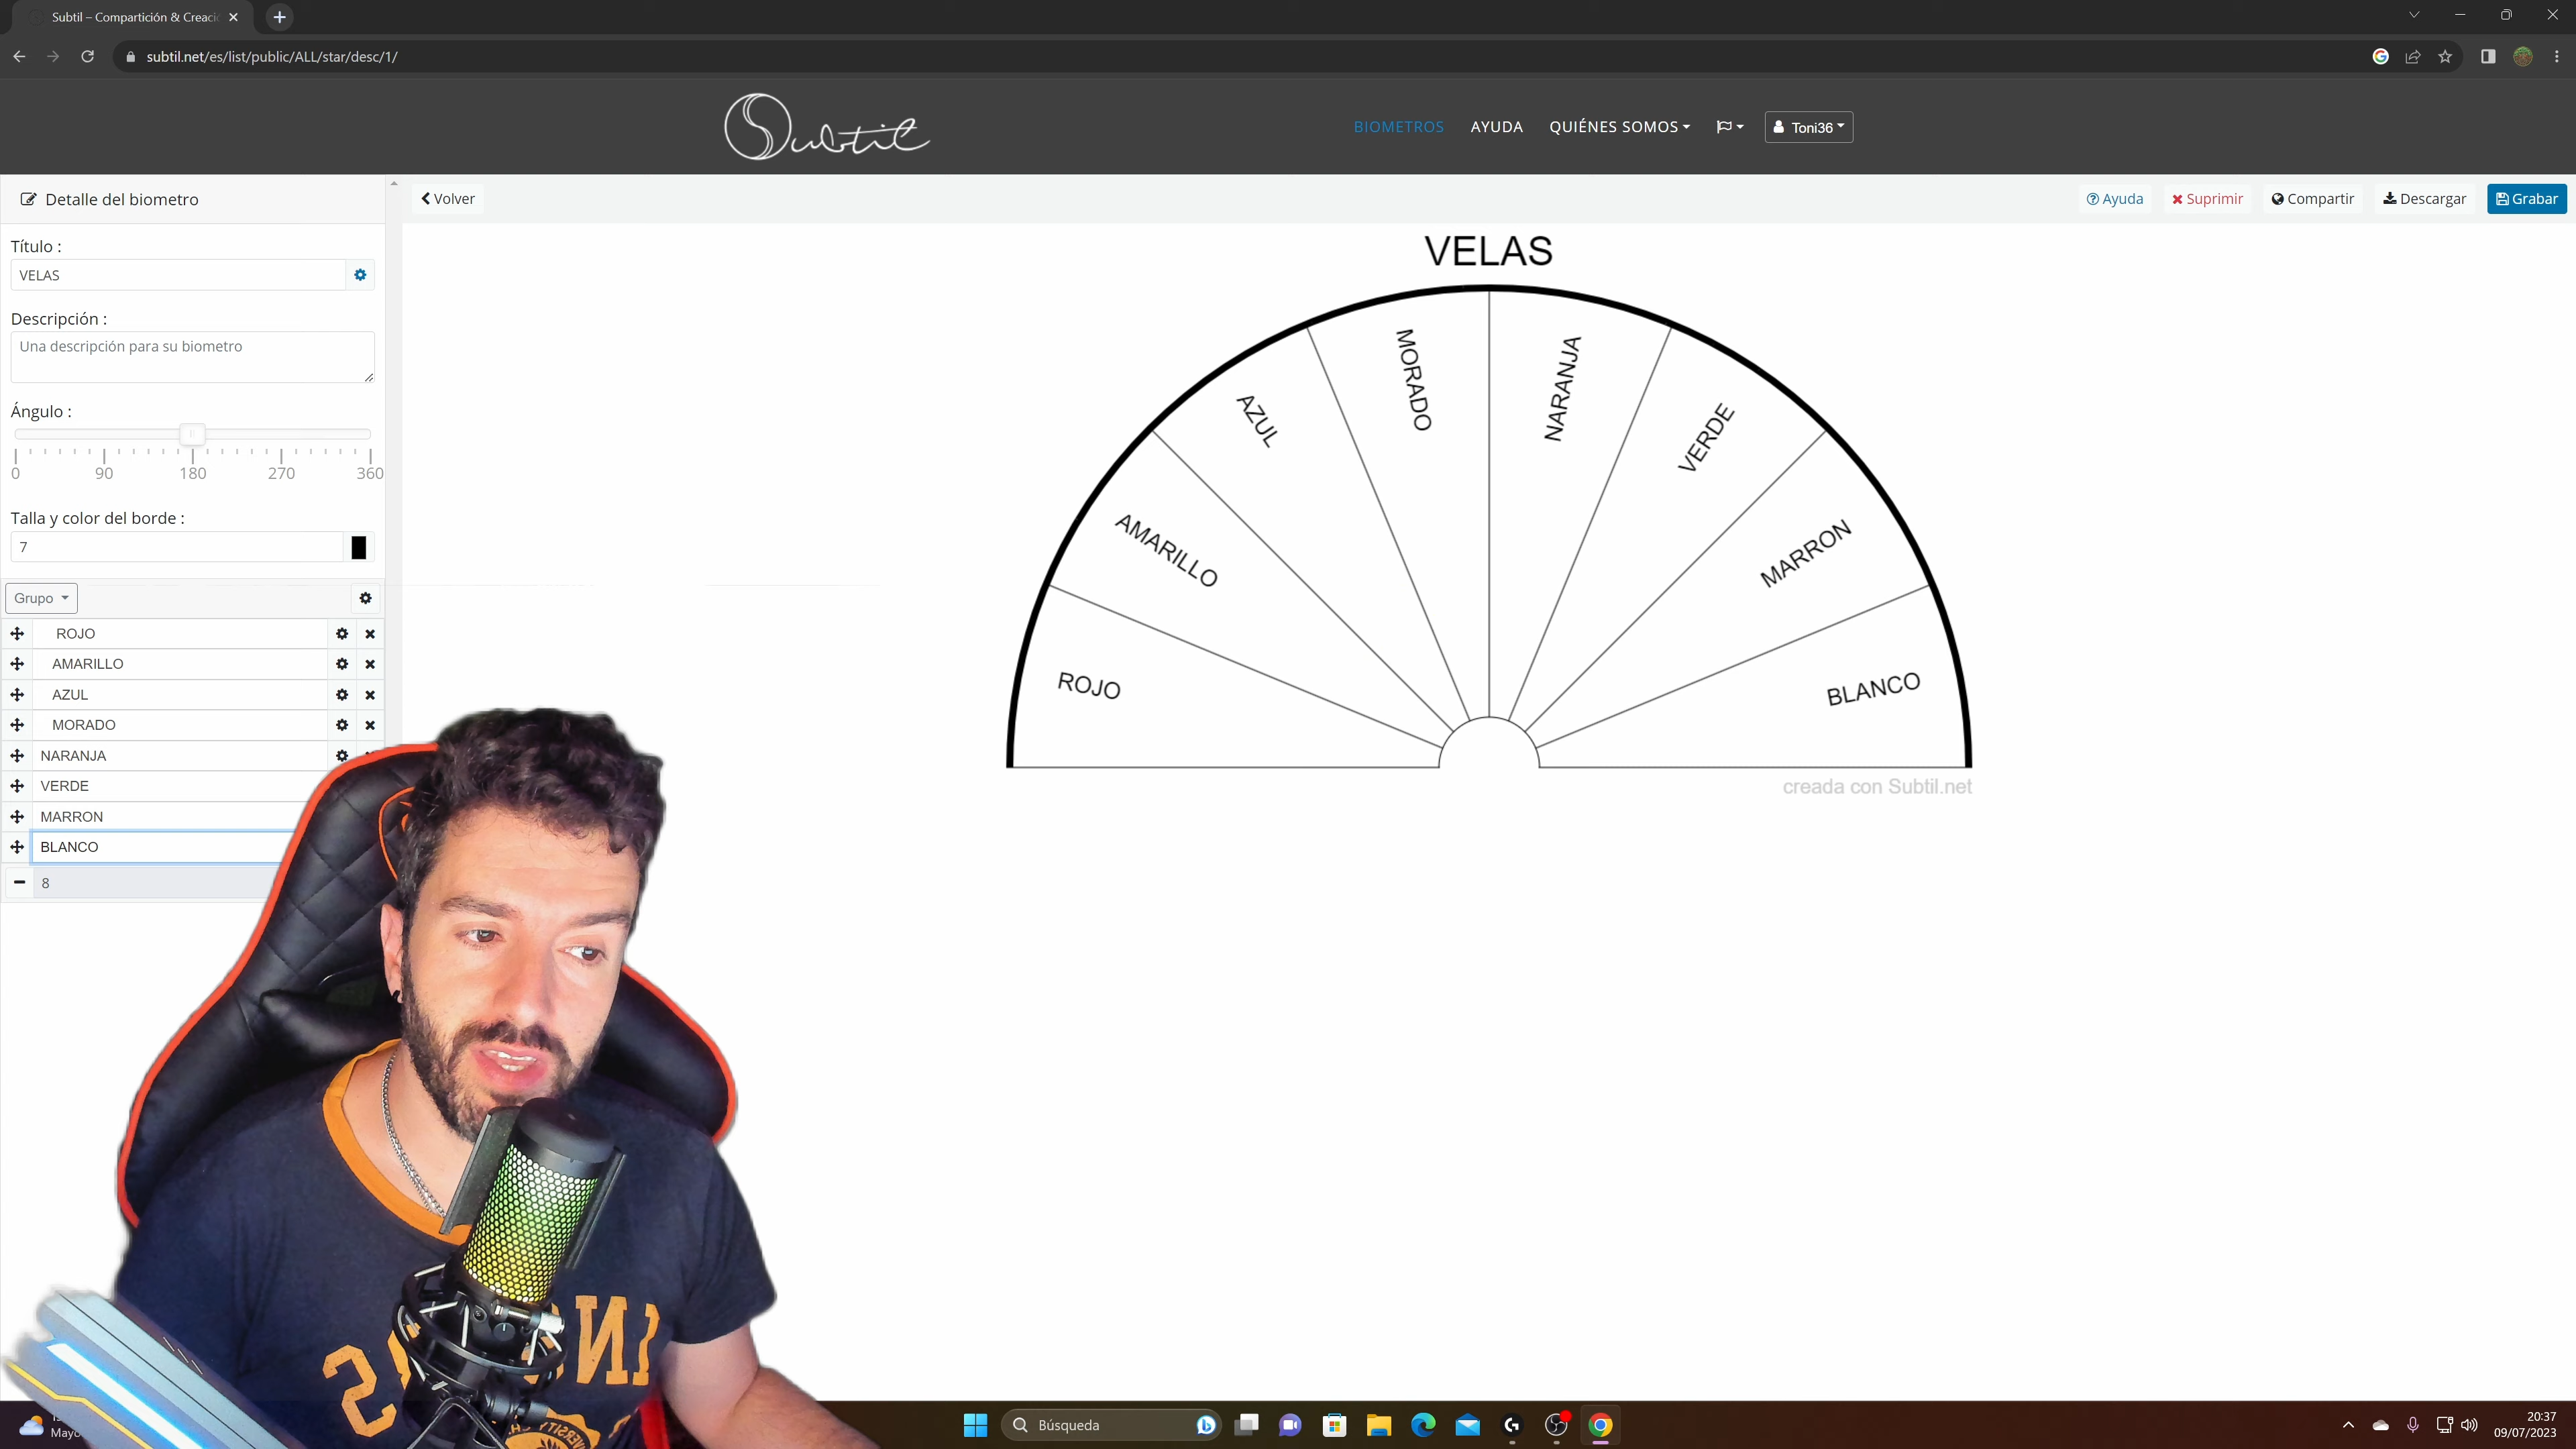 Subtil – Compartición & Creació
subtil.net/es/list/public/ALL/star/desc/1/
Subtil
BIOMETROS
AYUDA
QUIÉNES SOMOS
Toni36
Detalle del biometro
Volver
Ayuda
Suprimir
Compartir
Descargar
Grabar
Título :
VELAS
Descripción :
Una descripción para su biometro
Ángulo :
0 90 180 270 360
Talla y color del borde :
7
Grupo
ROJO
AMARILLO
AZUL
MORADO
NARANJA
VERDE
MARRON
BLANCO
8
VELAS
ROJO
AMARILLO
AZUL
MORADO
NARANJA
VERDE
MARRON
BLANCO
creada con Subtil.net
Búsqueda
20:37
09/07/2023